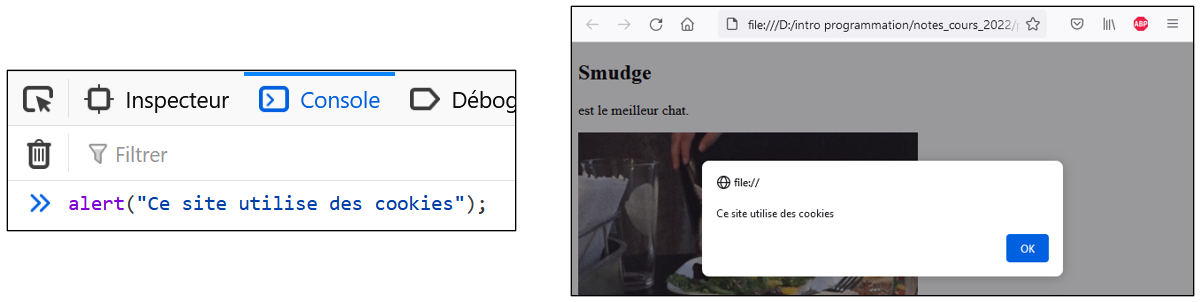 Inspecteur
Console
Débog
Filtrer
alert("Ce site utilise des cookies");
file:///D:/intro programmation/notes_cours_2022/
ABP
Smudge
est le meilleur chat.
file://
Ce site utilise des cookies
OK